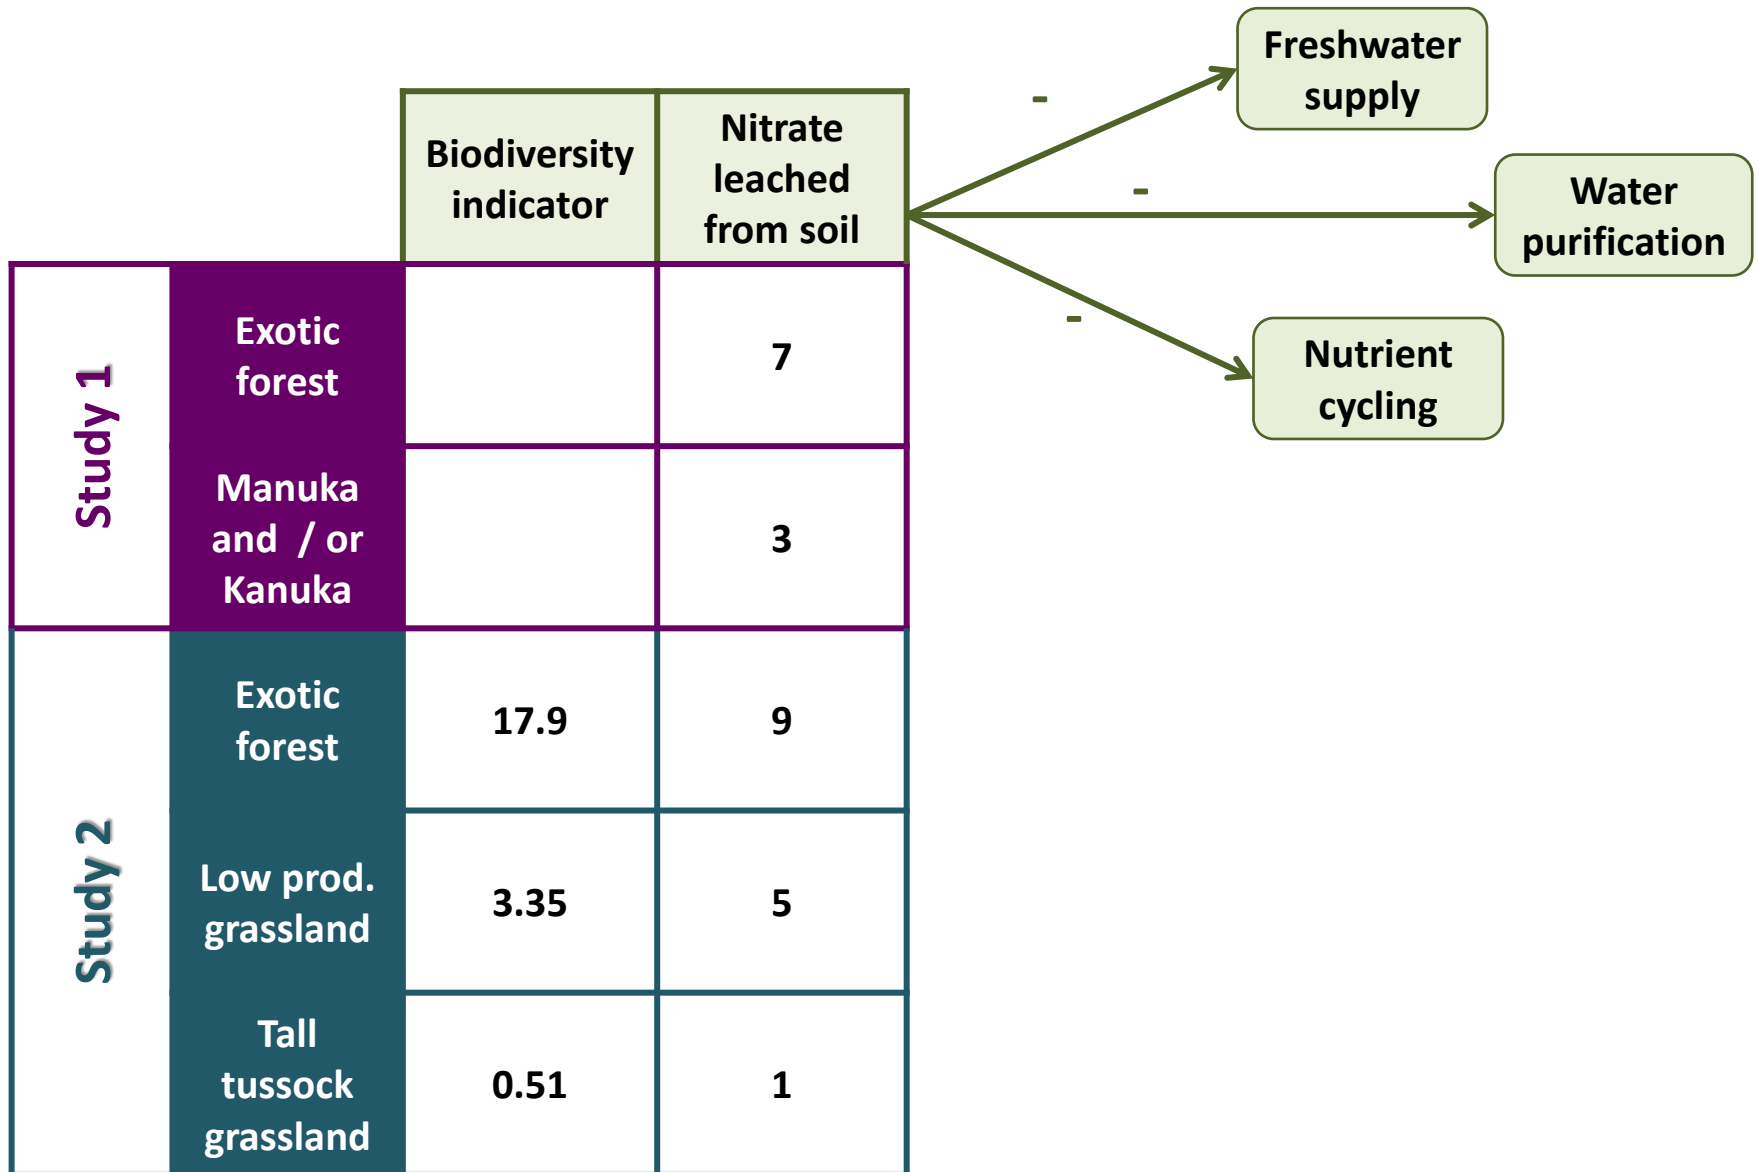 Freshwater
supply
-
Biodiversity
indicator
Nitrate
leached
from soil
-
Water
purification
-
Nutrient
cycling
Study 1
Exotic
forest
7
Manuka
and / or
Kanuka
3
Study 2
Exotic
forest
17.9
9
Low prod.
grassland
3.35
5
Tall
tussock
grassland
0.51
1